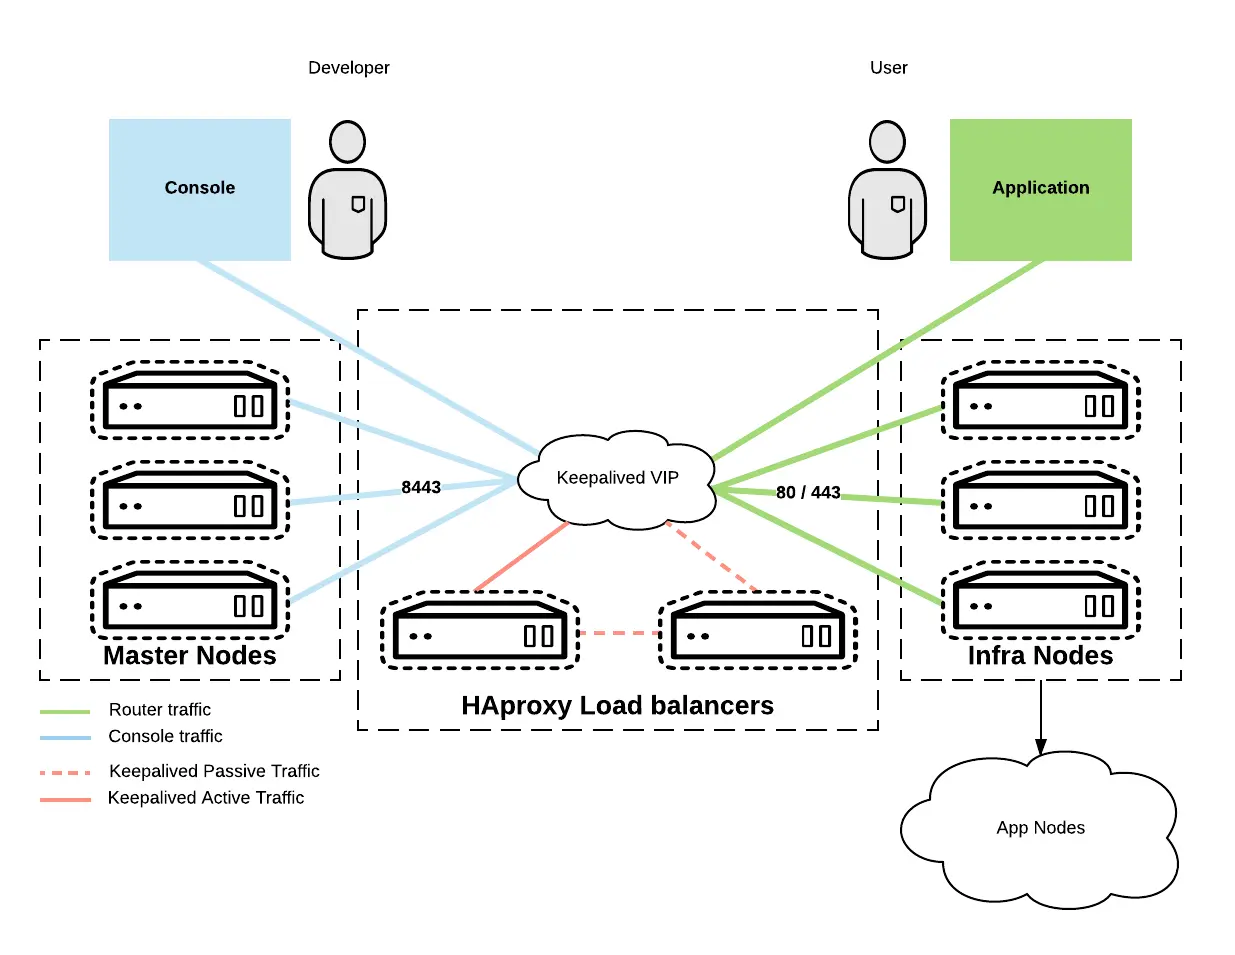 Developer
User
Console
Application
Keepalived VIP
8443
80 / 443
Master Nodes
Infra Nodes
HAproxy Load balancers
Router traffic
Console traffic
Keepalived Passive Traffic
Keepalived Active Traffic
App Nodes